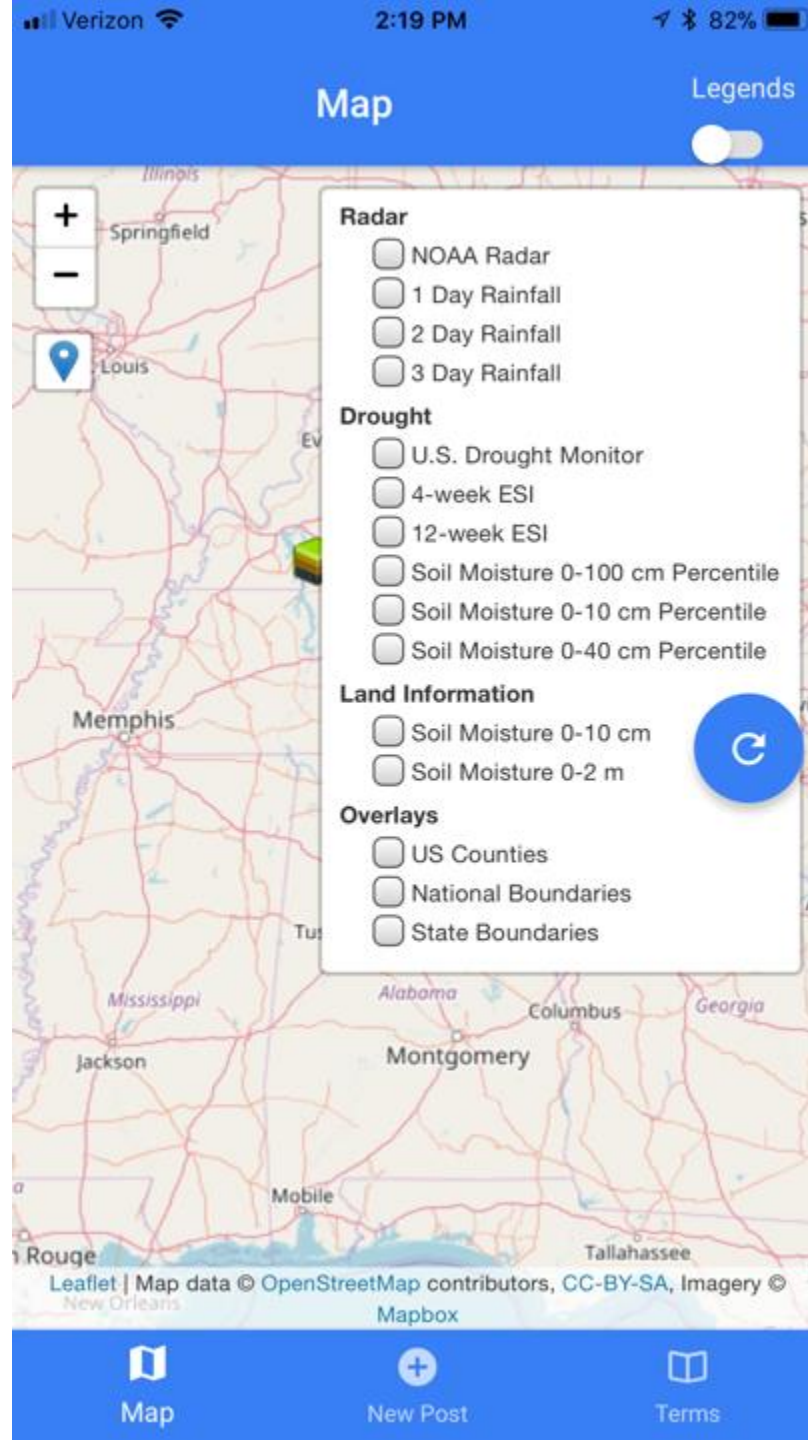 Verizon 2:19 PM 82%
Map
Legends
Illinois
+
Springfield
−
Louis
Radar
NOAA Radar
1 Day Rainfall
2 Day Rainfall
3 Day Rainfall
Drought
Ev
U.S. Drought Monitor
4-week ESI
12-week ESI
Soil Moisture 0-100 cm Percentile
Soil Moisture 0-10 cm Percentile
Soil Moisture 0-40 cm Percentile
Land Information
Memphis
Soil Moisture 0-10 cm
Soil Moisture 0-2 m
Overlays
US Counties
National Boundaries
Tus
State Boundaries
Mississippi
Alabama
Columbus
Georgia
Jackson
Montgomery
Mobile
Rouge
Tallahassee
Leaflet | Map data © OpenStreetMap contributors, CC-BY-SA, Imagery ©
New Orleans
Mapbox
Map
New Post
Terms